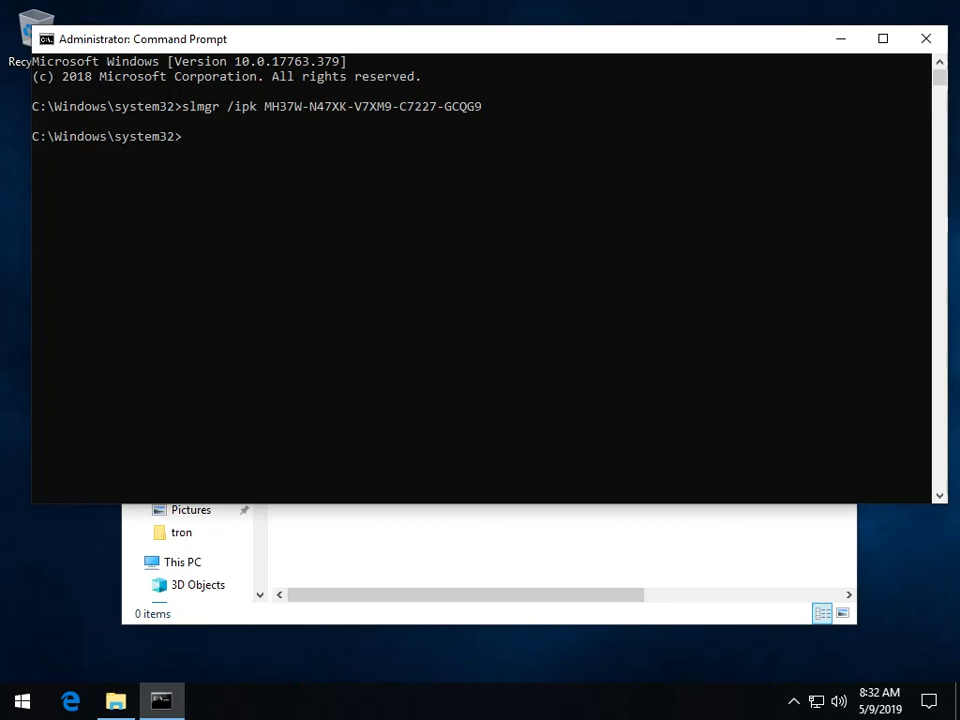 Administrator: Command Prompt
Recy
Microsoft Windows [Version 10.0.17763.379]
(c) 2018 Microsoft Corporation. All rights reserved.
C:\Windows\system32>slmgr /ipk MH37W-N47XK-V7XM9-C7227-GCQG9
C:\Windows\system32>
Pictures
tron
This PC
3D Objects
0 items
8:32 AM
5/9/2019